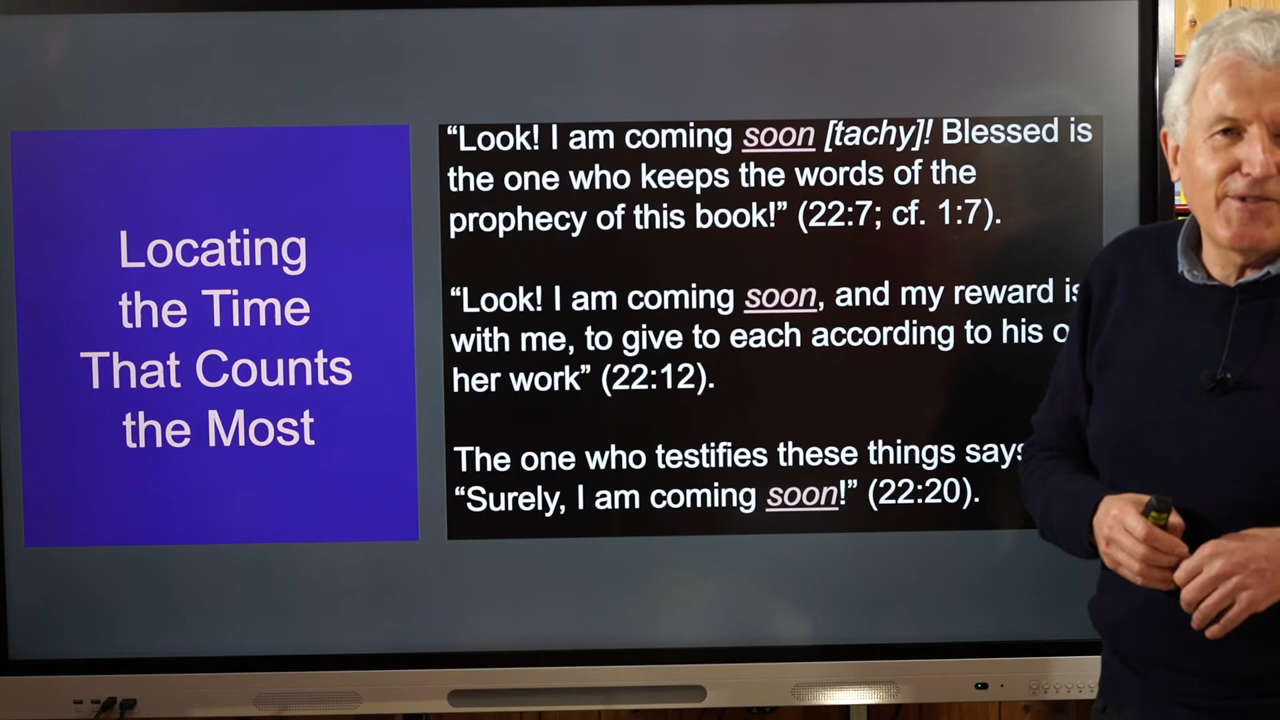 Locating
the Time
That Counts
the Most
“Look! I am coming soon [tachy]! Blessed is
the one who keeps the words of the
prophecy of this book!” (22:7; cf. 1:7).
“Look! I am coming soon, and my reward is
with me, to give to each according to his o
her work” (22:12).
The one who testifies these things says
“Surely, I am coming soon!” (22:20).